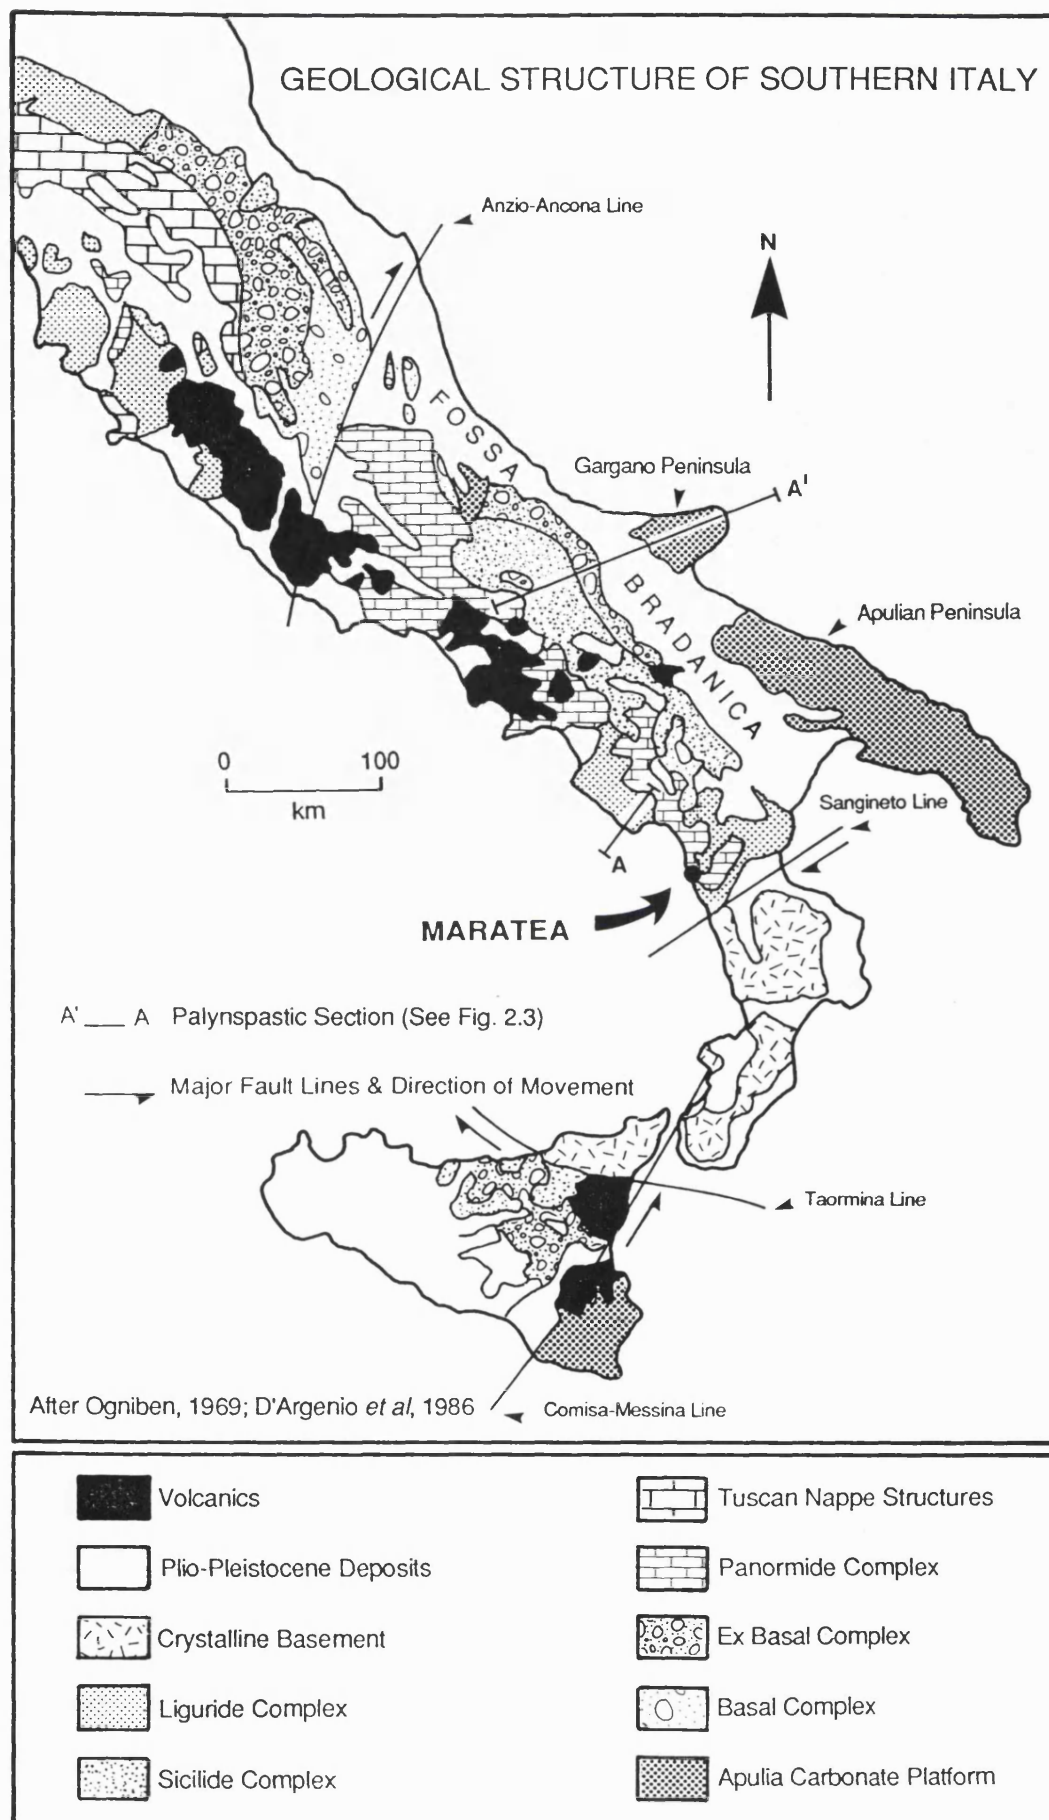 GEOLOGICAL STRUCTURE OF SOUTHERN ITALY
Anzio-Ancona Line
N
FOSSA
Gargano Peninsula
A'
BRADANICA
Apulian Peninsula
0 100
km
Sangineto Line
A
MARATEA
A' A Palynspastic Section (See Fig. 2.3)
Major Fault Lines & Direction of Movement
Taormina Line
After Ogniben, 1969; D'Argenio et al, 1986
Comisa-Messina Line
Volcanics
Tuscan Nappe Structures
Plio-Pleistocene Deposits
Panormide Complex
Crystalline Basement
Ex Basal Complex
Liguride Complex
Basal Complex
Sicilide Complex
Apulia Carbonate Platform